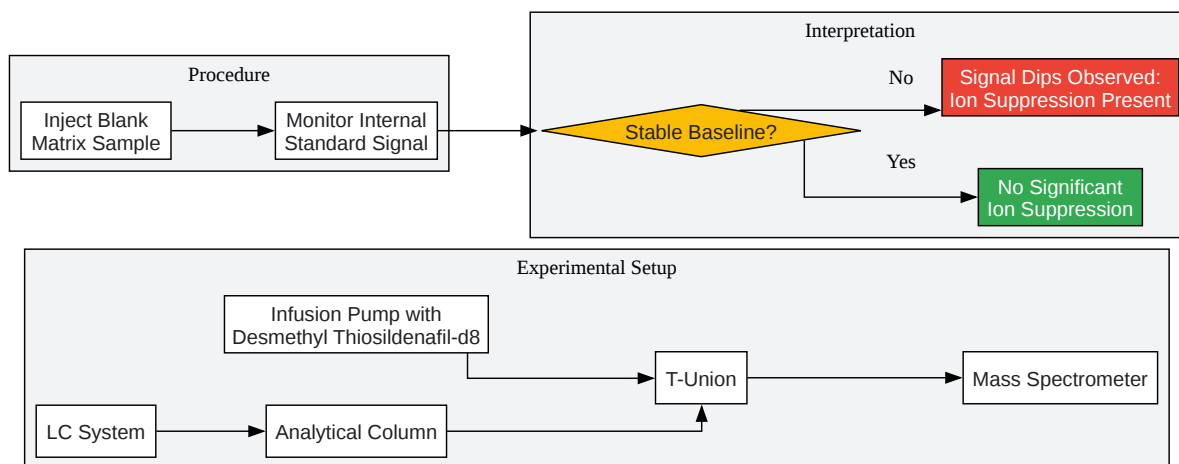 Procedure
Inject Blank
Matrix Sample
Monitor Internal
Standard Signal
Interpretation
Stable Baseline?
No
Signal Dips Observed:
Ion Suppression Present
Yes
No Significant
Ion Suppression
Experimental Setup
Infusion Pump with
Desmethyl Thiosildenafil-d8
LC System
Analytical Column
T-Union
Mass Spectrometer